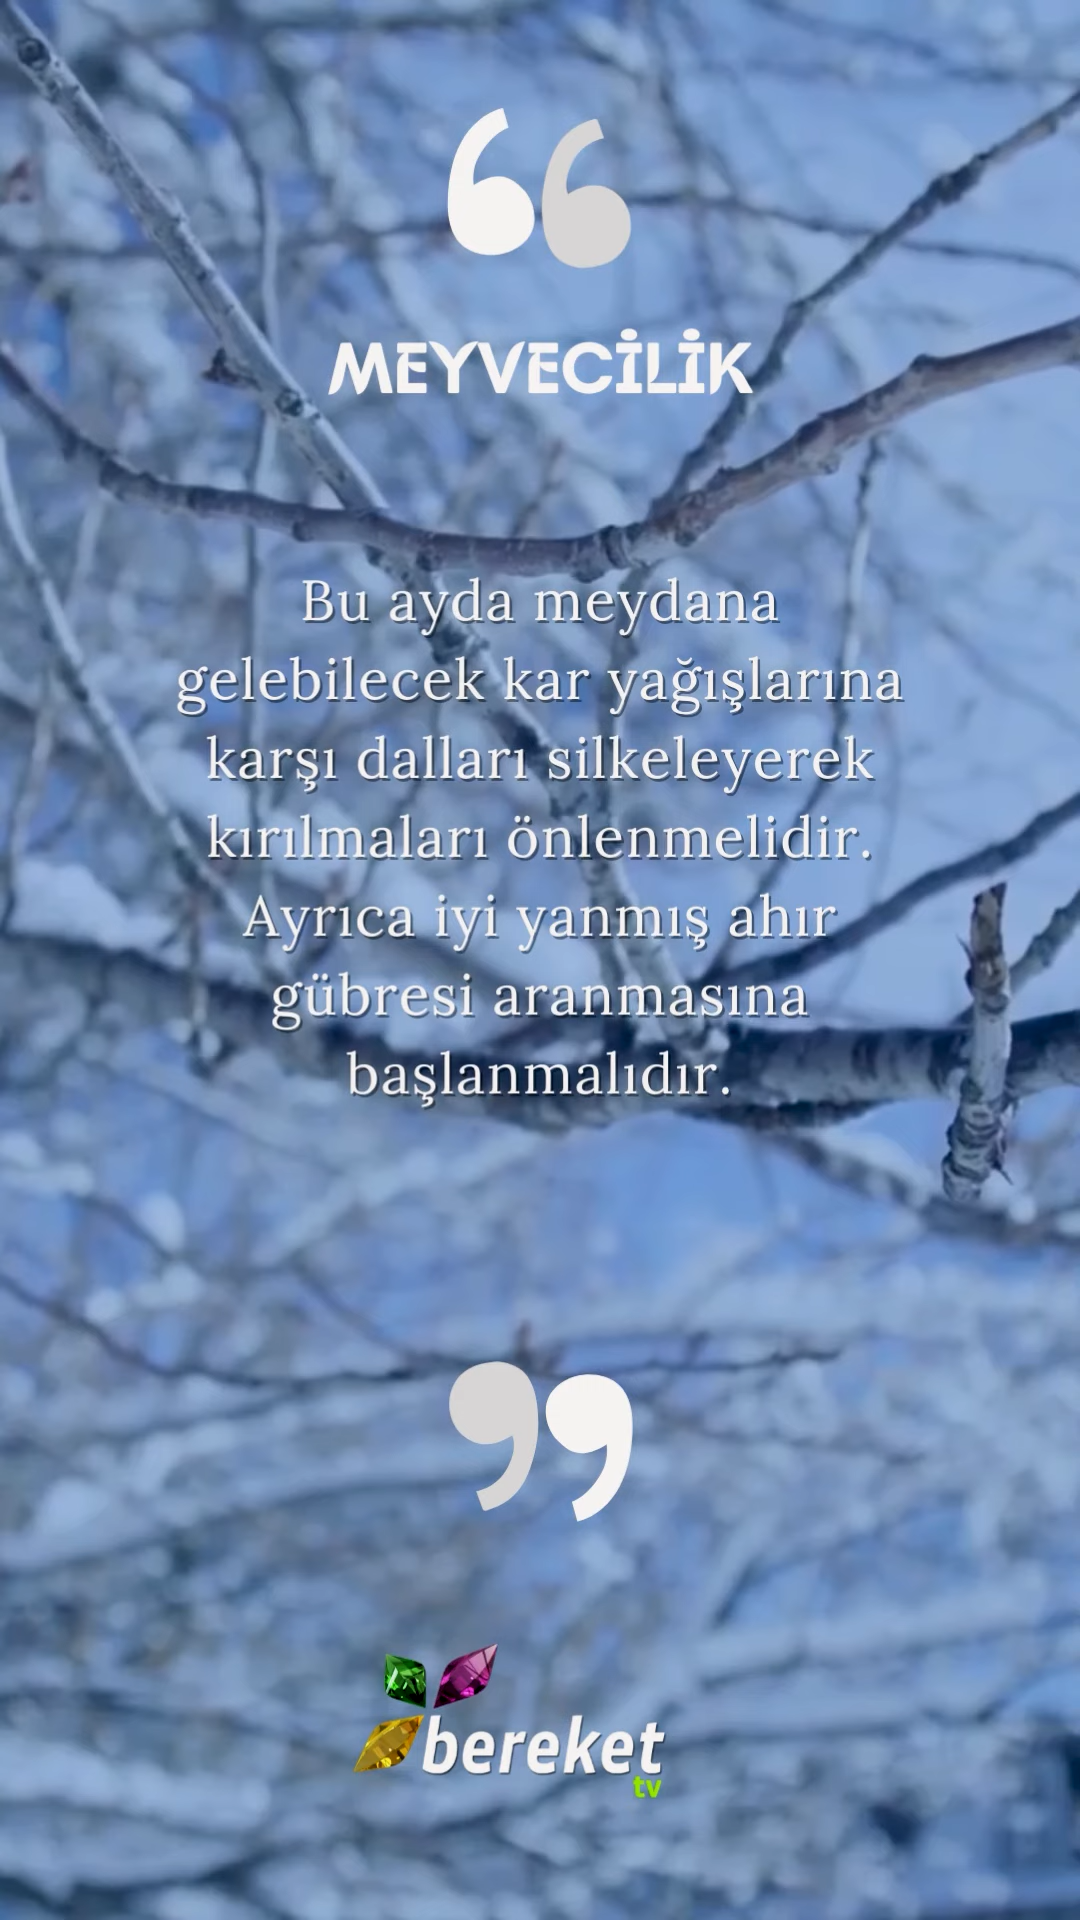 MEYVECİLİK
Bu ayda meydana
gelebilecek kar yağışlarına
karşı dalları silkeleyerek
kırılmaları önlenmelidir.
Ayrıca iyi yanmış ahır
gübresi aranmasına
başlanmalıdır.
bereket
tv